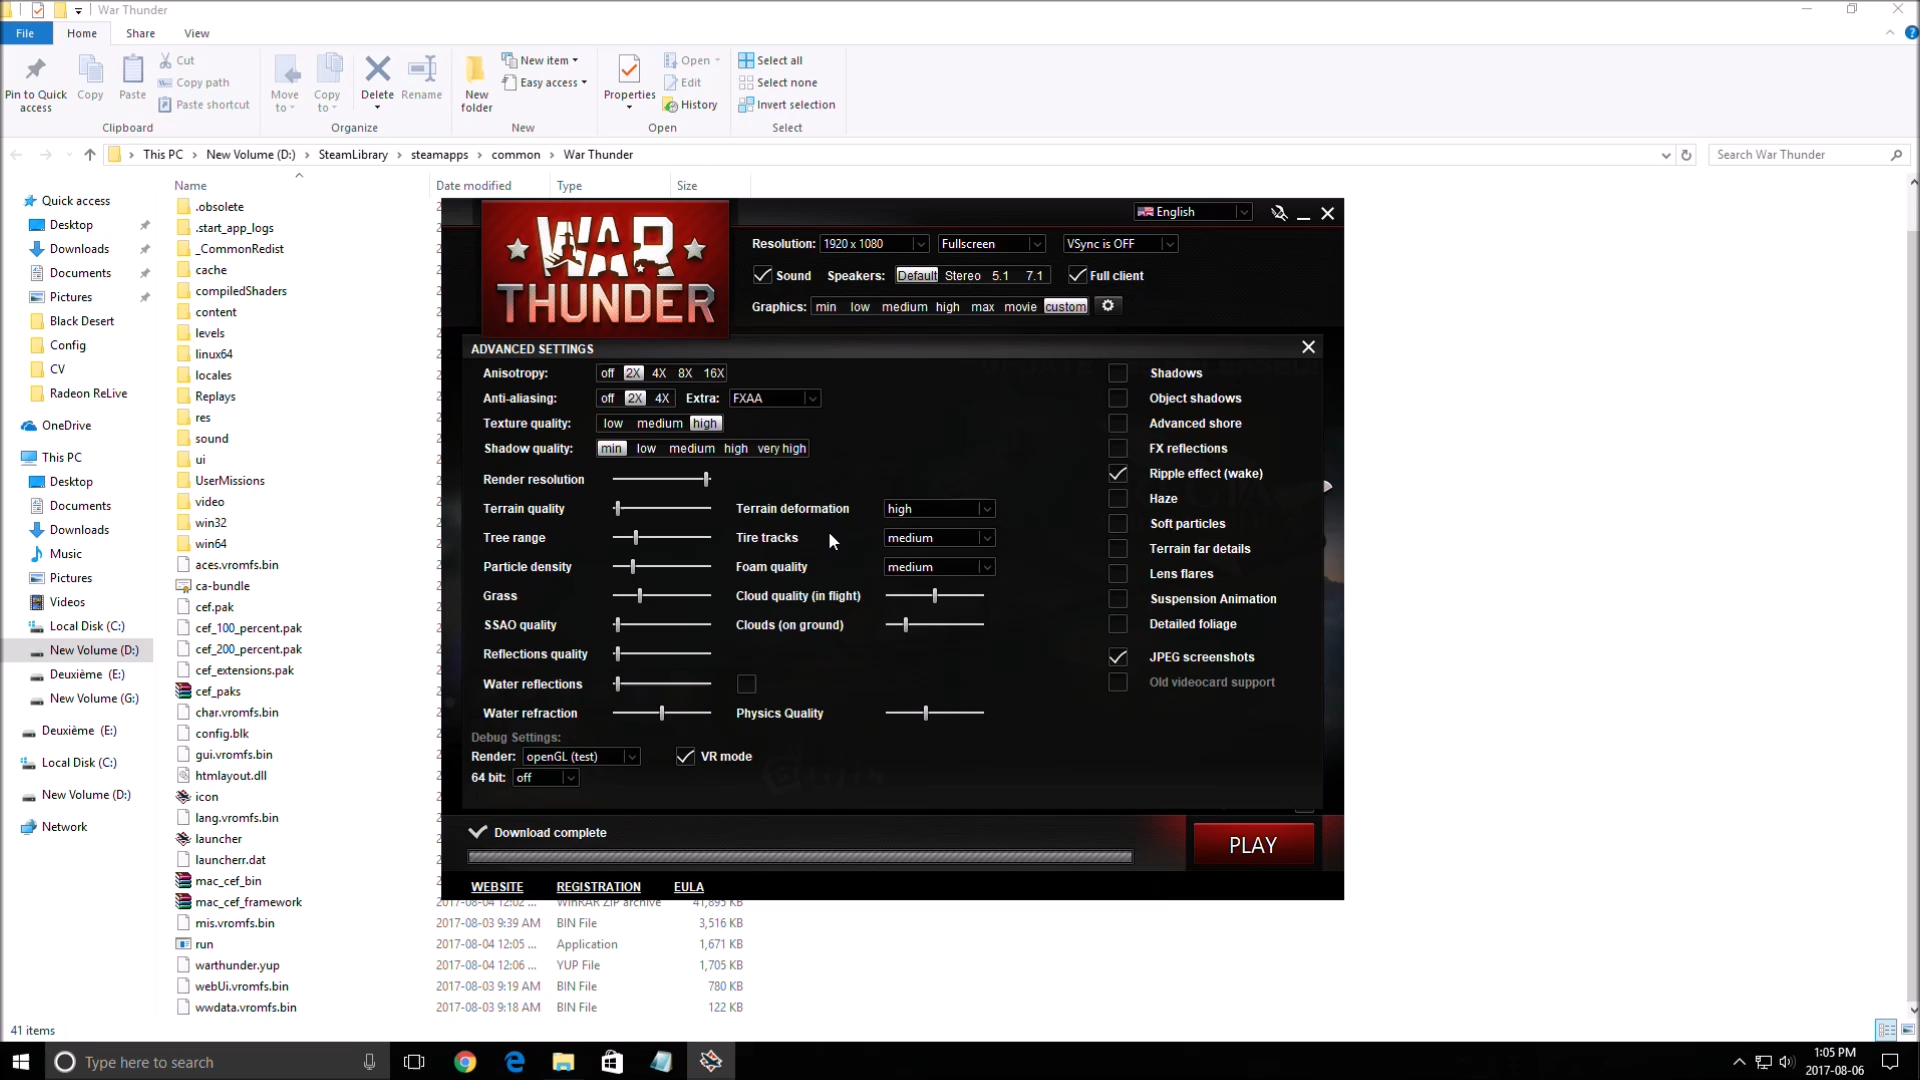 War Thunder
File Home Share View
Pin to Quick access
Copy
Paste
Cut
Copy path
Paste shortcut
Clipboard
Move to
Copy to
Delete
Rename
Organize
New folder
New item
Easy access
New
Properties
Open
Edit
History
Open
Select all
Select none
Invert selection
Select
This PC > New Volume (D:) > SteamLibrary > steamapps > common > War Thunder
Search War Thunder
Name Date modified Type Size
Quick access
Desktop
Downloads
Documents
Pictures
Black Desert
Config
CV
Radeon ReLive
OneDrive
This PC
Desktop
Documents
Downloads
Music
Pictures
Videos
Local Disk (C:)
New Volume (D:)
Deuxième (E:)
New Volume (G:)
Deuxième (E:)
Local Disk (C:)
New Volume (D:)
Network
.obsolete
.start_app_logs
_CommonRedist
cache
compiledShaders
content
levels
linux64
locales
Replays
res
sound
ui
UserMissions
video
win32
win64
aces.vromfs.bin
ca-bundle
cef.pak
cef_100_percent.pak
cef_200_percent.pak
cef_extensions.pak
cef_paks
char.vromfs.bin
config.blk
gui.vromfs.bin
htmlayout.dll
icon
lang.vromfs.bin
launcher
launcherr.dat
mac_cef_bin
mac_cef_framework 2017-08-04 12:02 ... WinRAR ZIP archive 41,895 KB
mis.vromfs.bin 2017-08-03 9:39 AM BIN File 3,516 KB
run 2017-08-04 12:05 ... Application 1,671 KB
warthunder.yup 2017-08-04 12:06 ... YUP File 1,705 KB
webUi.vromfs.bin 2017-08-03 9:19 AM BIN File 780 KB
wwdata.vromfs.bin 2017-08-03 9:18 AM BIN File 122 KB
41 items
WAR
THUNDER
English
Resolution: 1920 x 1080 Fullscreen VSync is OFF
Sound Speakers: Default Stereo 5.1 7.1 Full client
Graphics: min low medium high max movie custom
ADVANCED SETTINGS
Anisotropy: off 2X 4X 8X 16X
Anti-aliasing: off 2X 4X Extra: FXAA
Texture quality: low medium high
Shadow quality: min low medium high very high
Render resolution
Terrain quality Terrain deformation high
Tree range Tire tracks medium
Particle density Foam quality medium
Grass Cloud quality (in flight)
SSAO quality Clouds (on ground)
Reflections quality
Water reflections
Water refraction Physics Quality
Debug Settings:
Render: openGL (test) VR mode
64 bit: off
Shadows
Object shadows
Advanced shore
FX reflections
Ripple effect (wake)
Haze
Soft particles
Terrain far details
Lens flares
Suspension Animation
Detailed foliage
JPEG screenshots
Old videocard support
Download complete
PLAY
WEBSITE REGISTRATION EULA
Type here to search
1:05 PM
2017-08-06